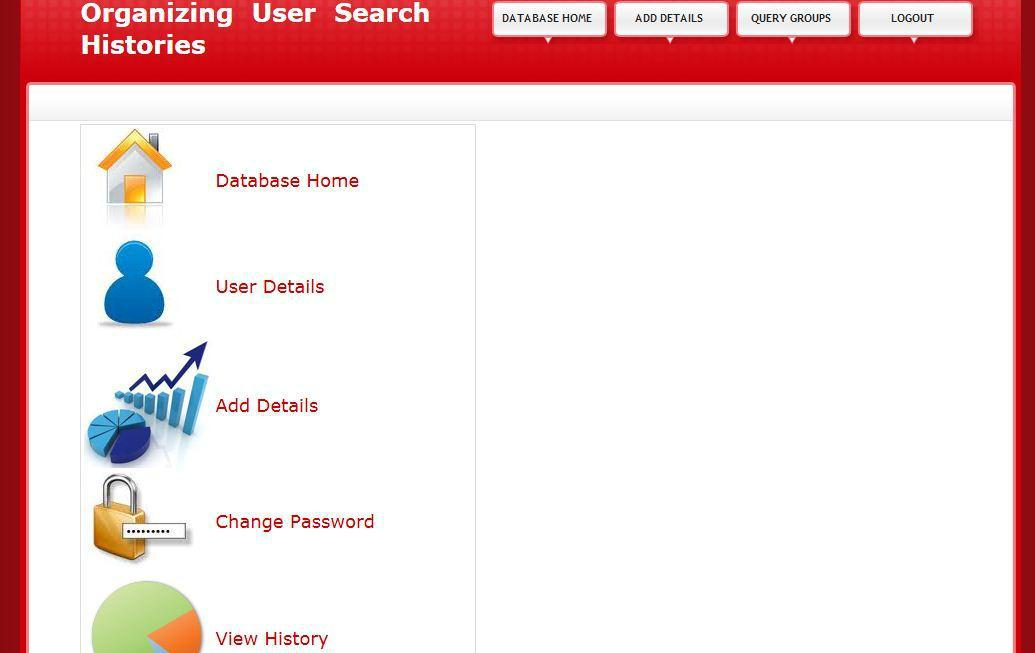 Organizing User Search
Histories
DATABASE HOME
ADD DETAILS
QUERY GROUPS
LOGOUT
Database Home
User Details
Add Details
Change Password
View History